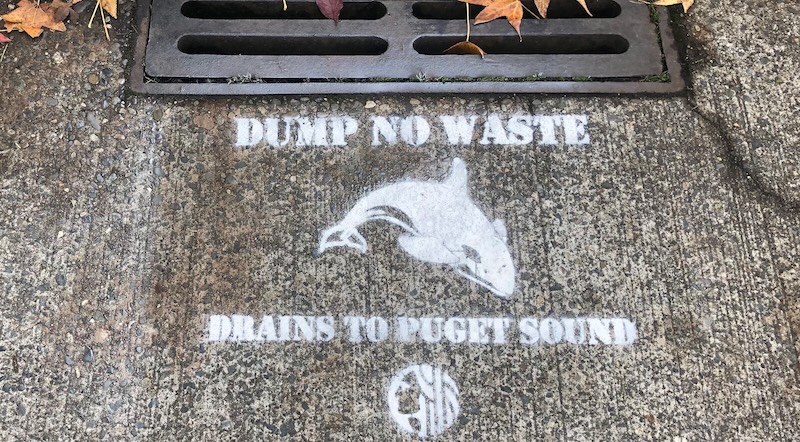 DUMP NO WASTE
DRAINS TO PUGET SOUND